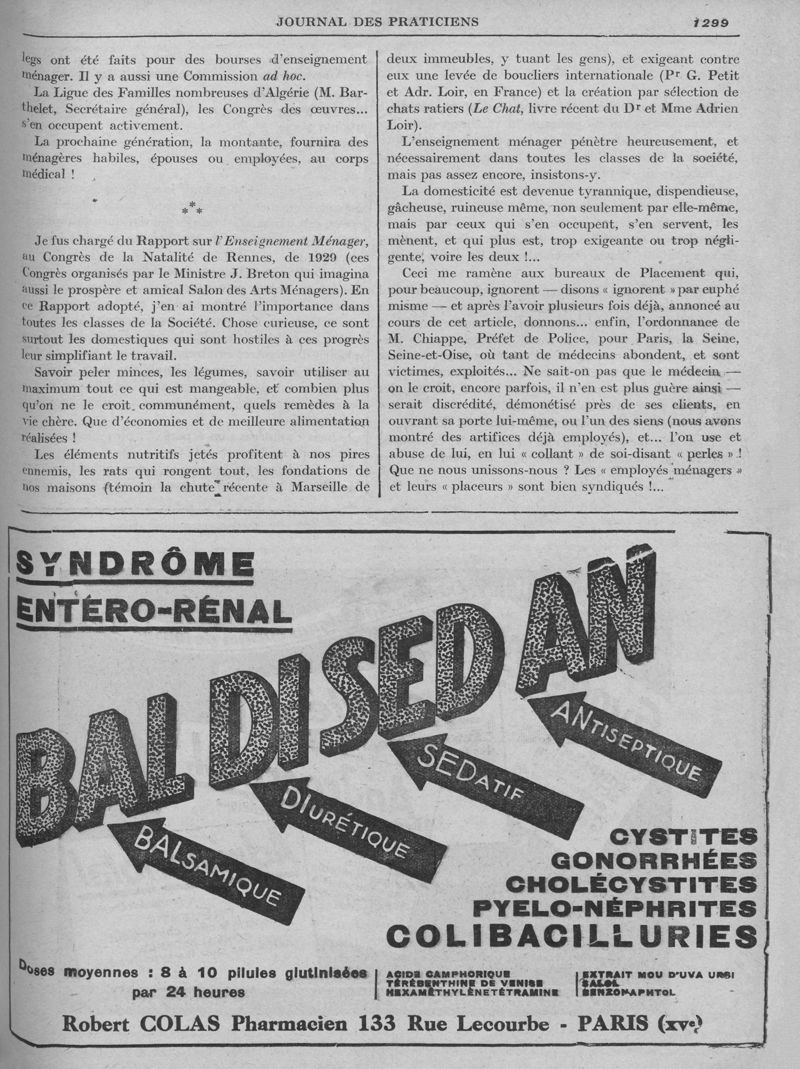 JOURNAL DES PRATICIENS 1299
legs ont été faits pour des bourses d'enseignement
ménager. Il y a aussi une Commission ad hoc.
La Ligue des Familles nombreuses d'Algérie (M. Bar-
thelet, Secrétaire général), les Congrès des œuvres...
s'en occupent activement.
La prochaine génération, la montante, fournira des
ménagères habiles, épouses ou employées, au corps
médical !
* * *
Je fus chargé du Rapport sur l'Enseignement Ménager,
au Congrès de la Natalité de Rennes, de 1929 (ces
Congrès organisés par le Ministre J. Breton qui imagina
aussi le prospère et amical Salon des Arts Ménagers). En
ce Rapport adopté, j'en ai montré l'importance dans
toutes les classes de la Société. Chose curieuse, ce sont
surtout les domestiques qui sont hostiles à ces progrès
leur simplifiant le travail.
Savoir peler minces, les légumes, savoir utiliser au
maximum tout ce qui est mangeable, et combien plus
qu'on ne le croit communément, quels remèdes à la
vie chère. Que d'économies et de meilleure alimentation
réalisées !
Les éléments nutritifs jetés profitent à nos pires
ennemis, les rats qui rongent tout, les fondations de
nos maisons (témoin la chute récente à Marseille de
deux immeubles, y tuant les gens), et exigeant contre
eux une levée de boucliers internationale (Pr G. Petit
et Adr. Loir, en France) et la création par sélection de
chats ratiers (Le Chat, livre récent du Dr et Mme Adrien
Loir).
L'enseignement ménager pénètre heureusement, et
nécessairement dans toutes les classes de la société,
mais pas assez encore, insistons-y.
La domesticité est devenue tyrannique, dispendieuse,
gâcheuse, ruineuse même, non seulement par elle-même,
mais par ceux qui s'en occupent, s'en servent, les
mènent, et qui plus est, trop exigeante ou trop négli-
gente, voire les deux !...
Ceci me ramène aux bureaux de Placement qui,
pour beaucoup, ignorent — disons « ignorent » par euphé
misme — et après l'avoir plusieurs fois déjà, annoncé au
cours de cet article, donnons... enfin, l'ordonnance de
M. Chiappe, Préfet de Police, pour Paris, la Seine,
Seine-et-Oise, où tant de médecins abondent, et sont
victimes, exploités... Ne sait-on pas que le médecin —
on le croit, encore parfois, il n'en est plus guère ainsi —
serait discrédité, démonétisé près de ses clients, en
ouvrant sa porte lui-même, ou l'un des siens (nous avons
montré des artifices déjà employés), et... l'on use et
abuse de lui, en lui « collant » de soi-disant « perles » !
Que ne nous unissons-nous ? Les « employés ménagers »
et leurs « placeurs » sont bien syndiqués !...
SYNDRÔME
ENTÉRO-RÉNAL
BALDISEDAN
BALSAMIQUE
DIURÉTIQUE
SÉDATIF
ANTISEPTIQUE
CYSTITES
GONORRHÉES
CHOLÉCYSTITES
PYELO-NÉPHRITES
COLIBACILLURIES
Doses moyennes : 8 à 10 pilules glutinisées
par 24 heures
ACIDE CAMPHORIQUE
TÉRÉBENTHINE DE VENISE
HEXAMÉTHYLÈNETÉTRAMINE
EXTRAIT MOU D'UVA URSI
SALOL
BENZONAPHTOL
Robert COLAS Pharmacien 133 Rue Lecourbe - PARIS (xve)